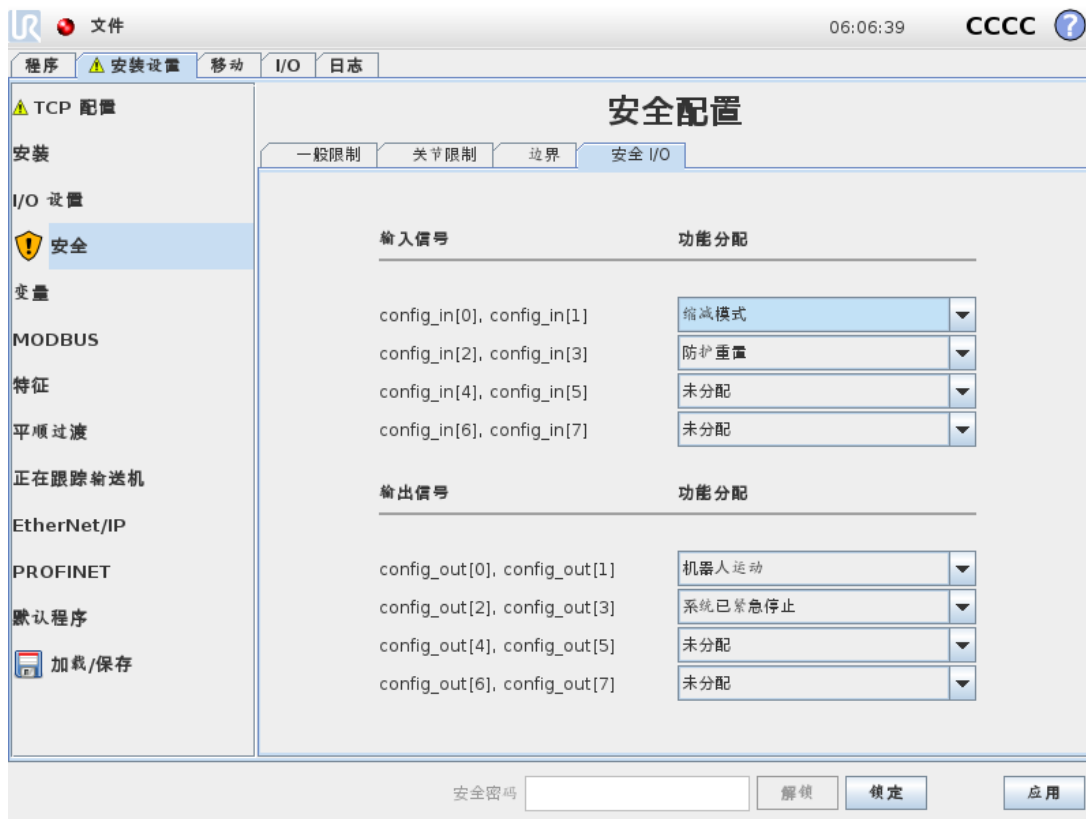 UR 文件 06:06:39 CCCC ?
程序 安装设置 移动 I/O 日志
TCP 配置
安装
I/O 设置
安全
变量
MODBUS
特征
平顺过渡
正在跟踪输送机
EtherNet/IP
PROFINET
默认程序
加载/保存
安全配置
一般限制 关节限制 边界 安全 I/O
输入信号 功能分配
config_in[0], config_in[1] 缩减模式
config_in[2], config_in[3] 防护重置
config_in[4], config_in[5] 未分配
config_in[6], config_in[7] 未分配
输出信号 功能分配
config_out[0], config_out[1] 机器人运动
config_out[2], config_out[3] 系统已紧急停止
config_out[4], config_out[5] 未分配
config_out[6], config_out[7] 未分配
安全密码 解锁 锁定 应用